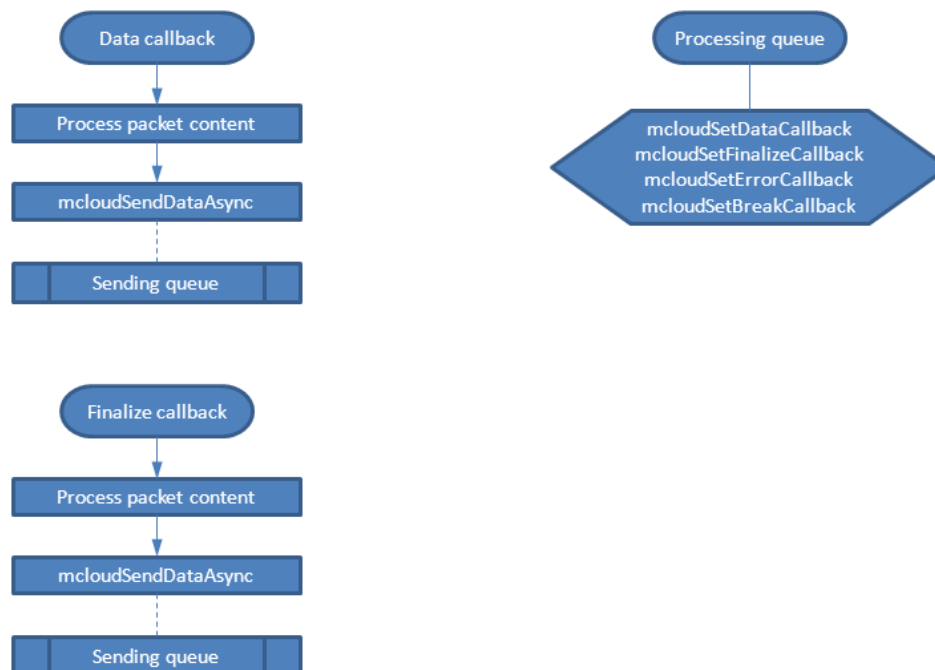 Data callback
Process packet content
mcloudSendDataAsync
Sending queue
Processing queue
mcloudSetDataCallback
mcloudSetFinalizeCallback
mcloudSetErrorCallback
mcloudSetBreakCallback
Finalize callback
Process packet content
mcloudSendDataAsync
Sending queue